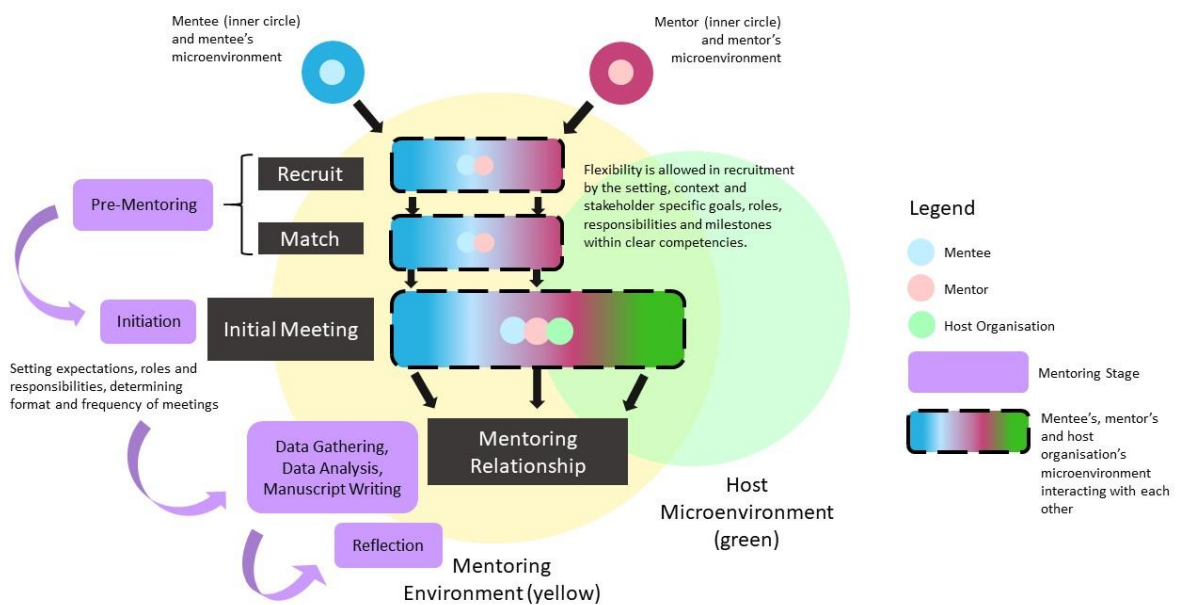 Mentee (inner circle)
and mentee's
microenvironment
Mentor (inner circle)
and mentor's
microenvironment
Recruit
Pre-Mentoring
Match
Flexibility is allowed in recruitment
by the setting, context and
stakeholder specific goals, roles,
responsibilities and milestones
within clear competencies.
Initiation
Initial Meeting
Setting expectations, roles and
responsibilities, determining
format and frequency of meetings
Data Gathering,
Data Analysis,
Manuscript Writing
Mentoring
Relationship
Reflection
Mentoring
Environment (yellow)
Host
Microenvironment
(green)
Legend
Mentee
Mentor
Host Organisation
Mentoring Stage
Mentee's, mentor's
and host
organisation's
microenvironment
interacting with each
other